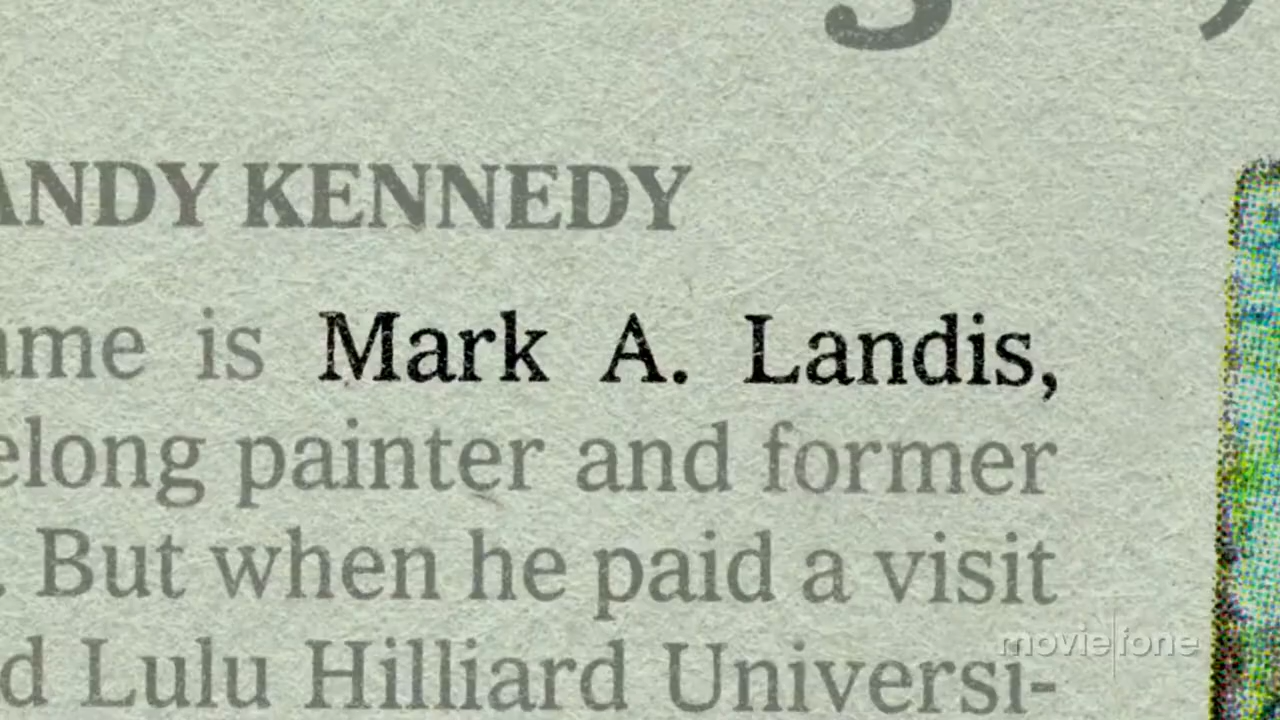 ANDY KENNEDY
ame is Mark A. Landis,
elong painter and former
. But when he paid a visit
d Lulu Hilliard Universi-
moviefone